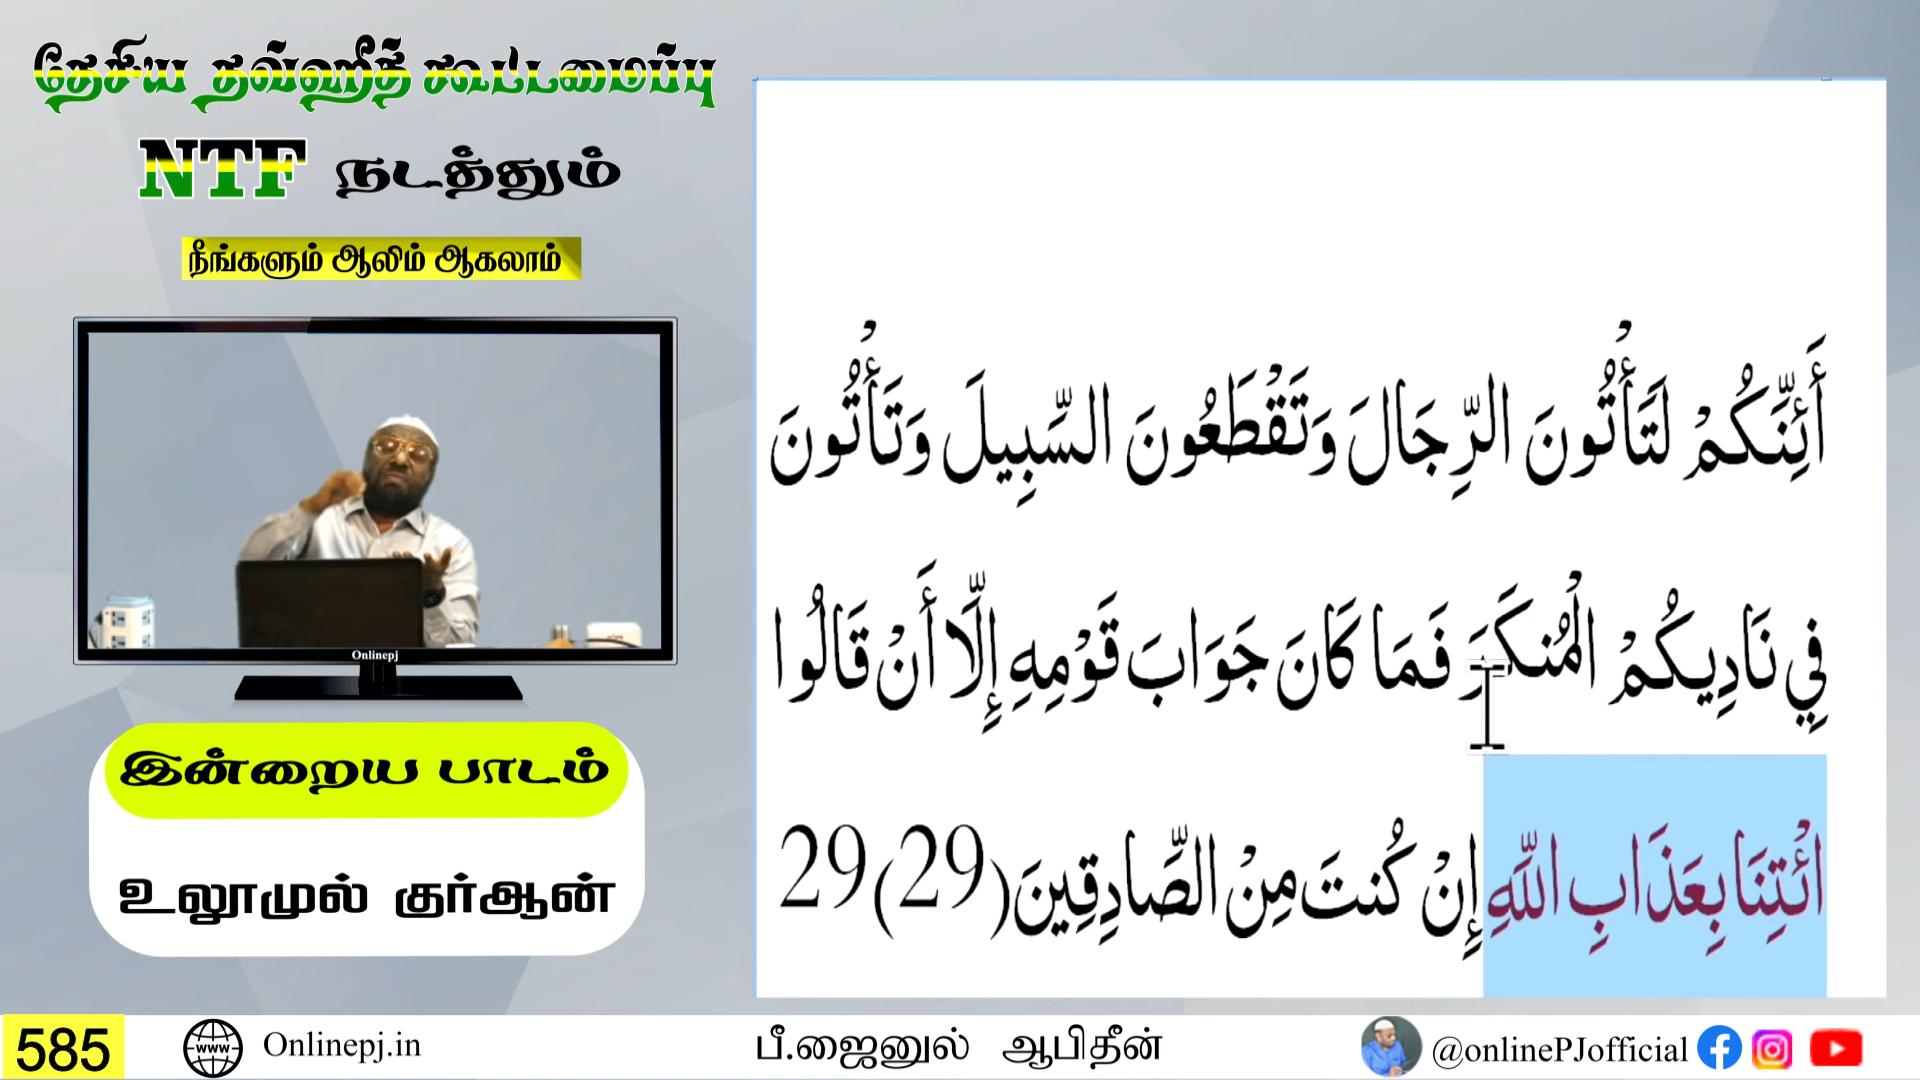 தேசிய தவ்ஹீத் கூட்டமைப்பு
NTF நடத்தும்
நீங்களும் ஆலிம் ஆகலாம்
Onlinepj
இன்றைய பாடம்
உலூமுல் குர்ஆன்
أَئِنَّكُمْ لَتَأْتُونَ الرِّجَالَ وَتَقْطَعُونَ السَّبِيلَ وَتَأْتُونَ
فِي نَادِيكُمْ الْمُنكَرَ فَمَا كَانَ جَوَابَ قَوْمِهِ إِلَّا أَنْ قَالُوا
ائْتِنَا بِعَذَابِ اللَّهِ إِنْ كُنتَ مِنْ الصَّادِقِينَ(29)29
585
www
Onlinepj.in
பீ.ஜைனுல் ஆபிதீன்
@onlinePJofficial